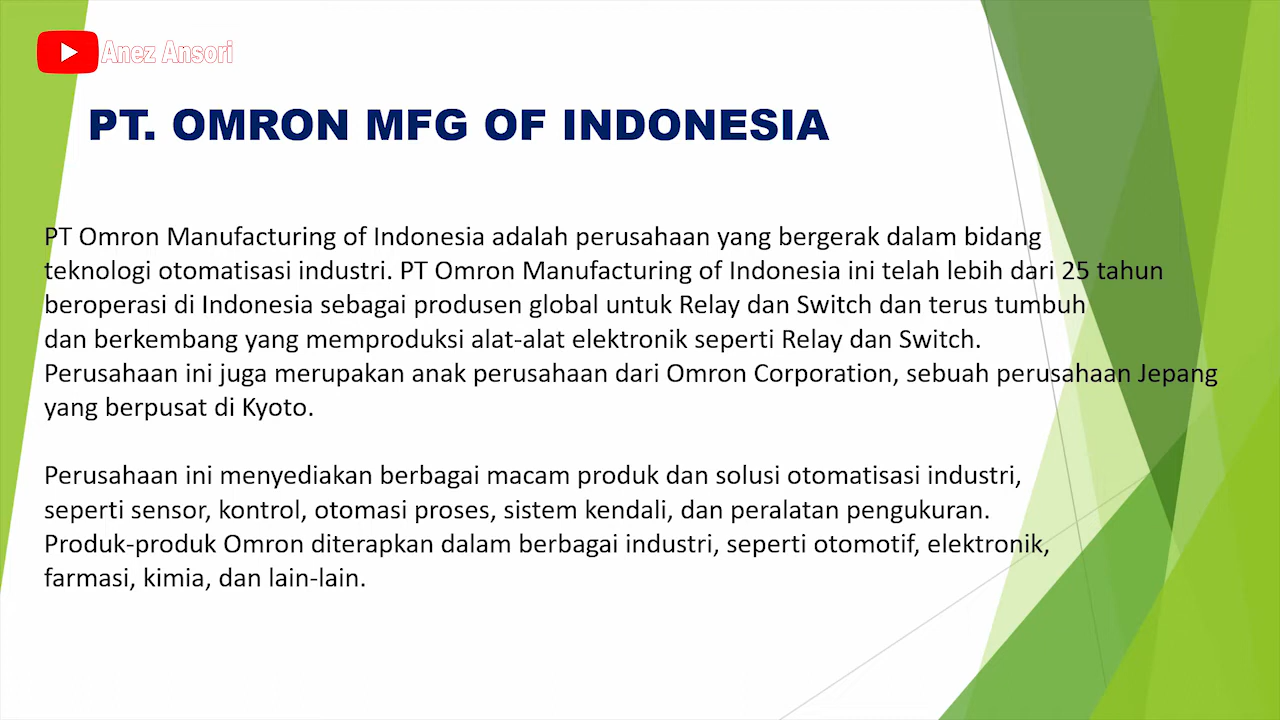 Anez Ansori
PT. OMRON MFG OF INDONESIA
PT Omron Manufacturing of Indonesia adalah perusahaan yang bergerak dalam bidang
teknologi otomatisasi industri. PT Omron Manufacturing of Indonesia ini telah lebih dari 25 tahun
beroperasi di Indonesia sebagai produsen global untuk Relay dan Switch dan terus tumbuh
dan berkembang yang memproduksi alat-alat elektronik seperti Relay dan Switch.
Perusahaan ini juga merupakan anak perusahaan dari Omron Corporation, sebuah perusahaan Jepang
yang berpusat di Kyoto.
Perusahaan ini menyediakan berbagai macam produk dan solusi otomatisasi industri,
seperti sensor, kontrol, otomasi proses, sistem kendali, dan peralatan pengukuran.
Produk-produk Omron diterapkan dalam berbagai industri, seperti otomotif, elektronik,
farmasi, kimia, dan lain-lain.